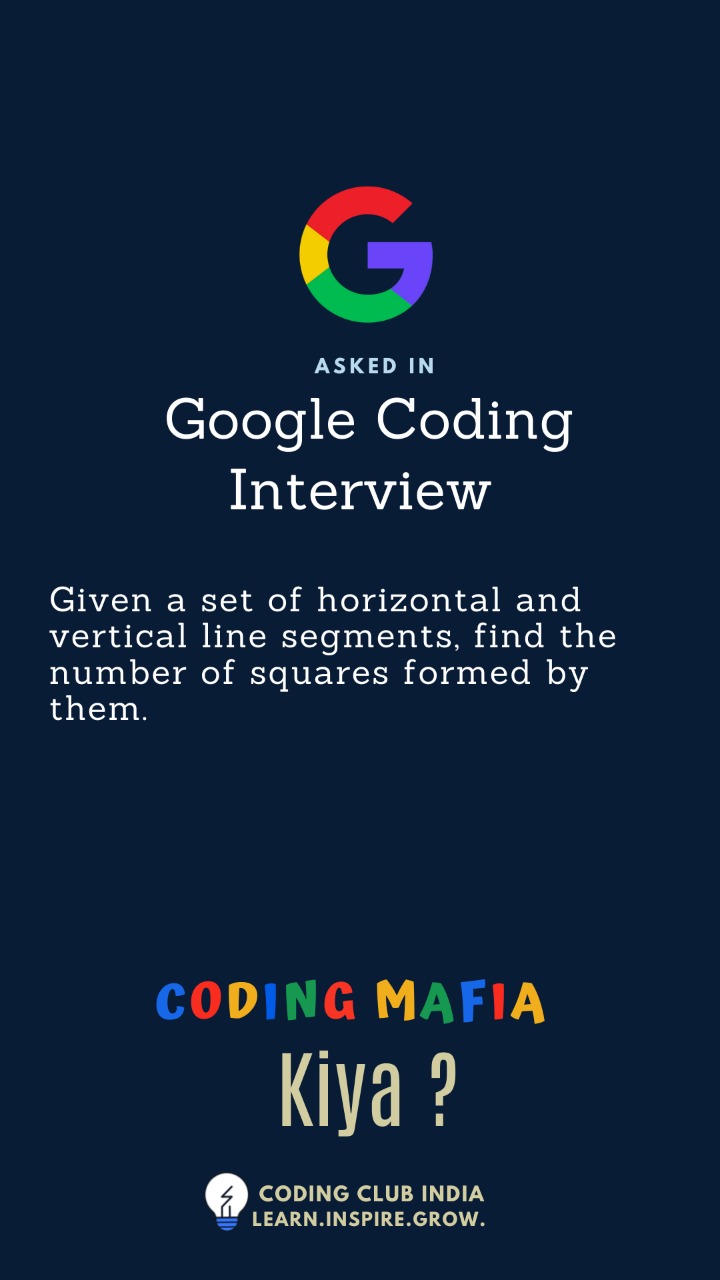 ASKED IN
Google Coding
Interview
Given a set of horizontal and
vertical line segments, find the
number of squares formed by
them.
CODING MAFIA
Kiya ?
CODING CLUB INDIA
LEARN.INSPIRE.GROW.